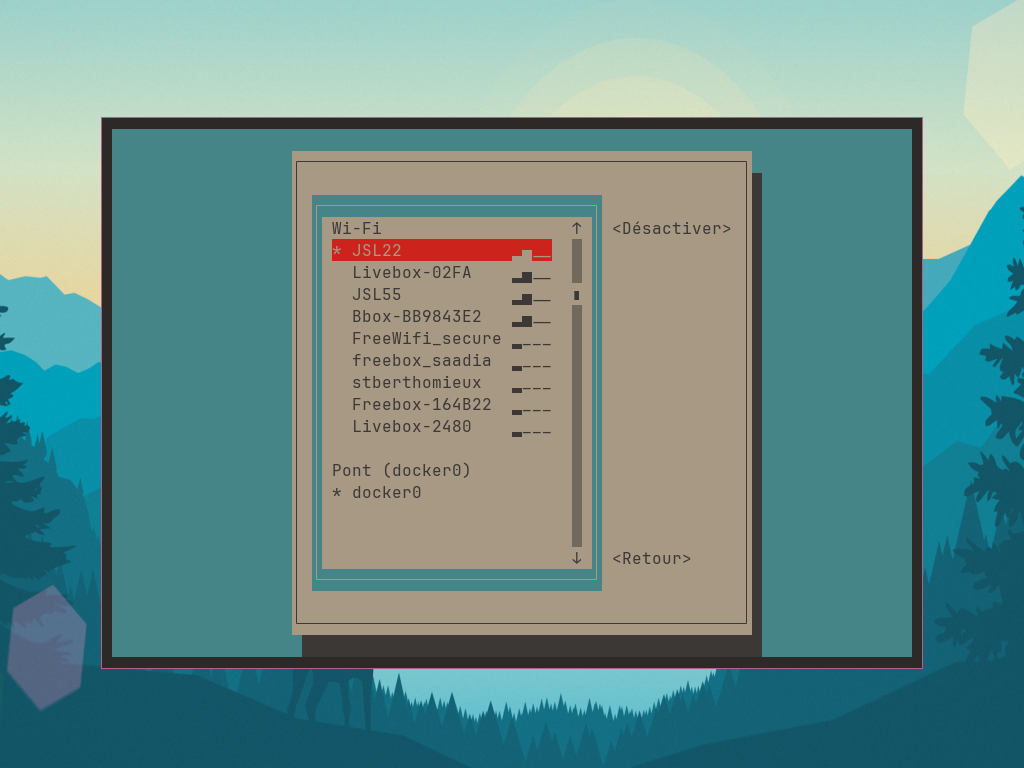 Wi-Fi
* JSL22
Livebox-02FA
JSL55
Bbox-BB9843E2
FreeWifi_secure
freebox_saadia
stberthomieux
Freebox-164B22
Livebox-2480
Pont (docker0)
* docker0
<Désactiver>
<Retour>